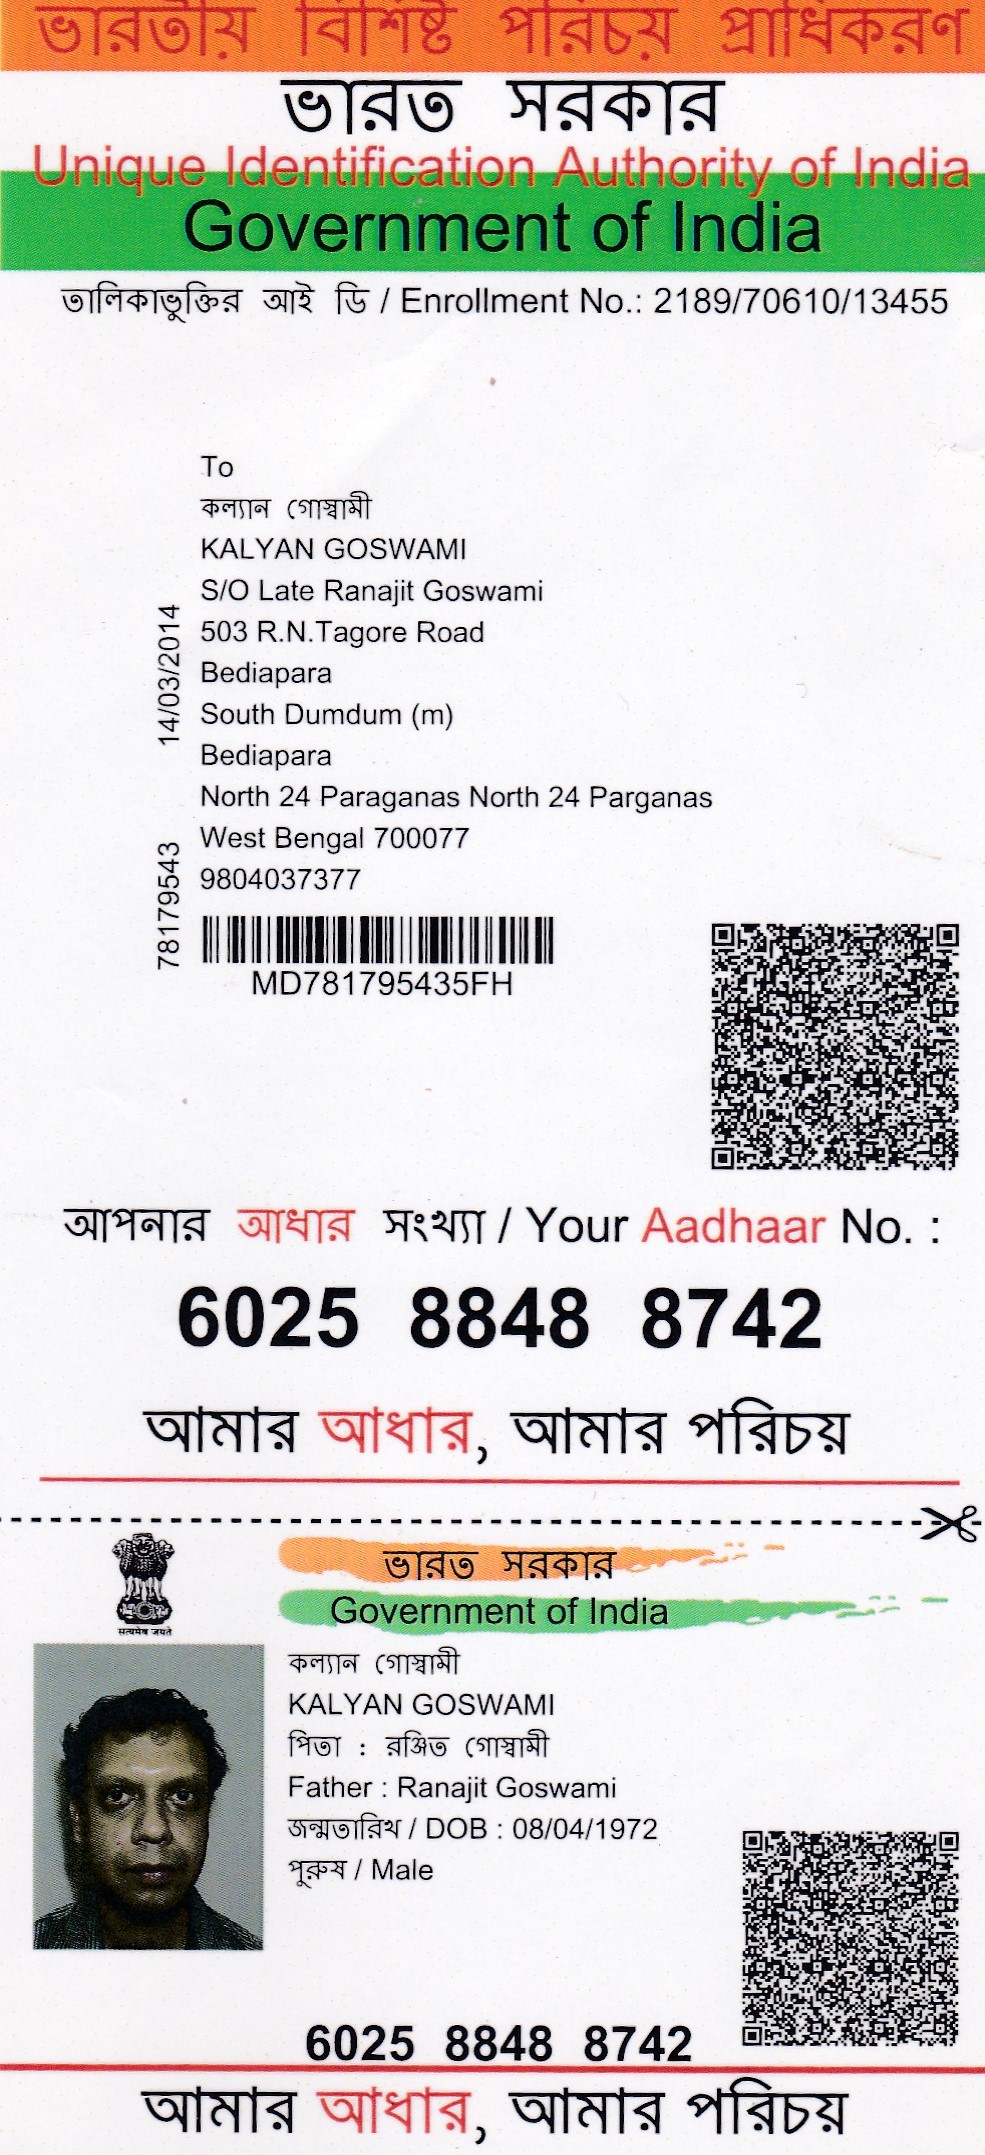 ভারতীয় বিশিষ্ট পরিচয় প্রাধিকরণ
ভারত সরকার
Unique Identification Authority of India
Government of India
তালিকাভুক্তির আই ডি / Enrollment No.: 2189/70610/13455
To
কল্যান গোস্বামী
KALYAN GOSWAMI
S/O Late Ranajit Goswami
503 R.N.Tagore Road
Bediapara
South Dumdum (m)
Bediapara
North 24 Paraganas North 24 Parganas
West Bengal 700077
9804037377
14/03/2014
78179543
MD781795435FH
আপনার আধার সংখ্যা / Your Aadhaar No. :
6025 8848 8742
আমার আধার, আমার পরিচয়
सत्यमेव जयते
ভারত সরকার
Government of India
কল্যান গোস্বামী
KALYAN GOSWAMI
পিতা : রঞ্জিত গোস্বামী
Father : Ranajit Goswami
জন্মতারিখ / DOB : 08/04/1972
পুরুষ / Male
6025 8848 8742
আমার আধার, আমার পরিচয়